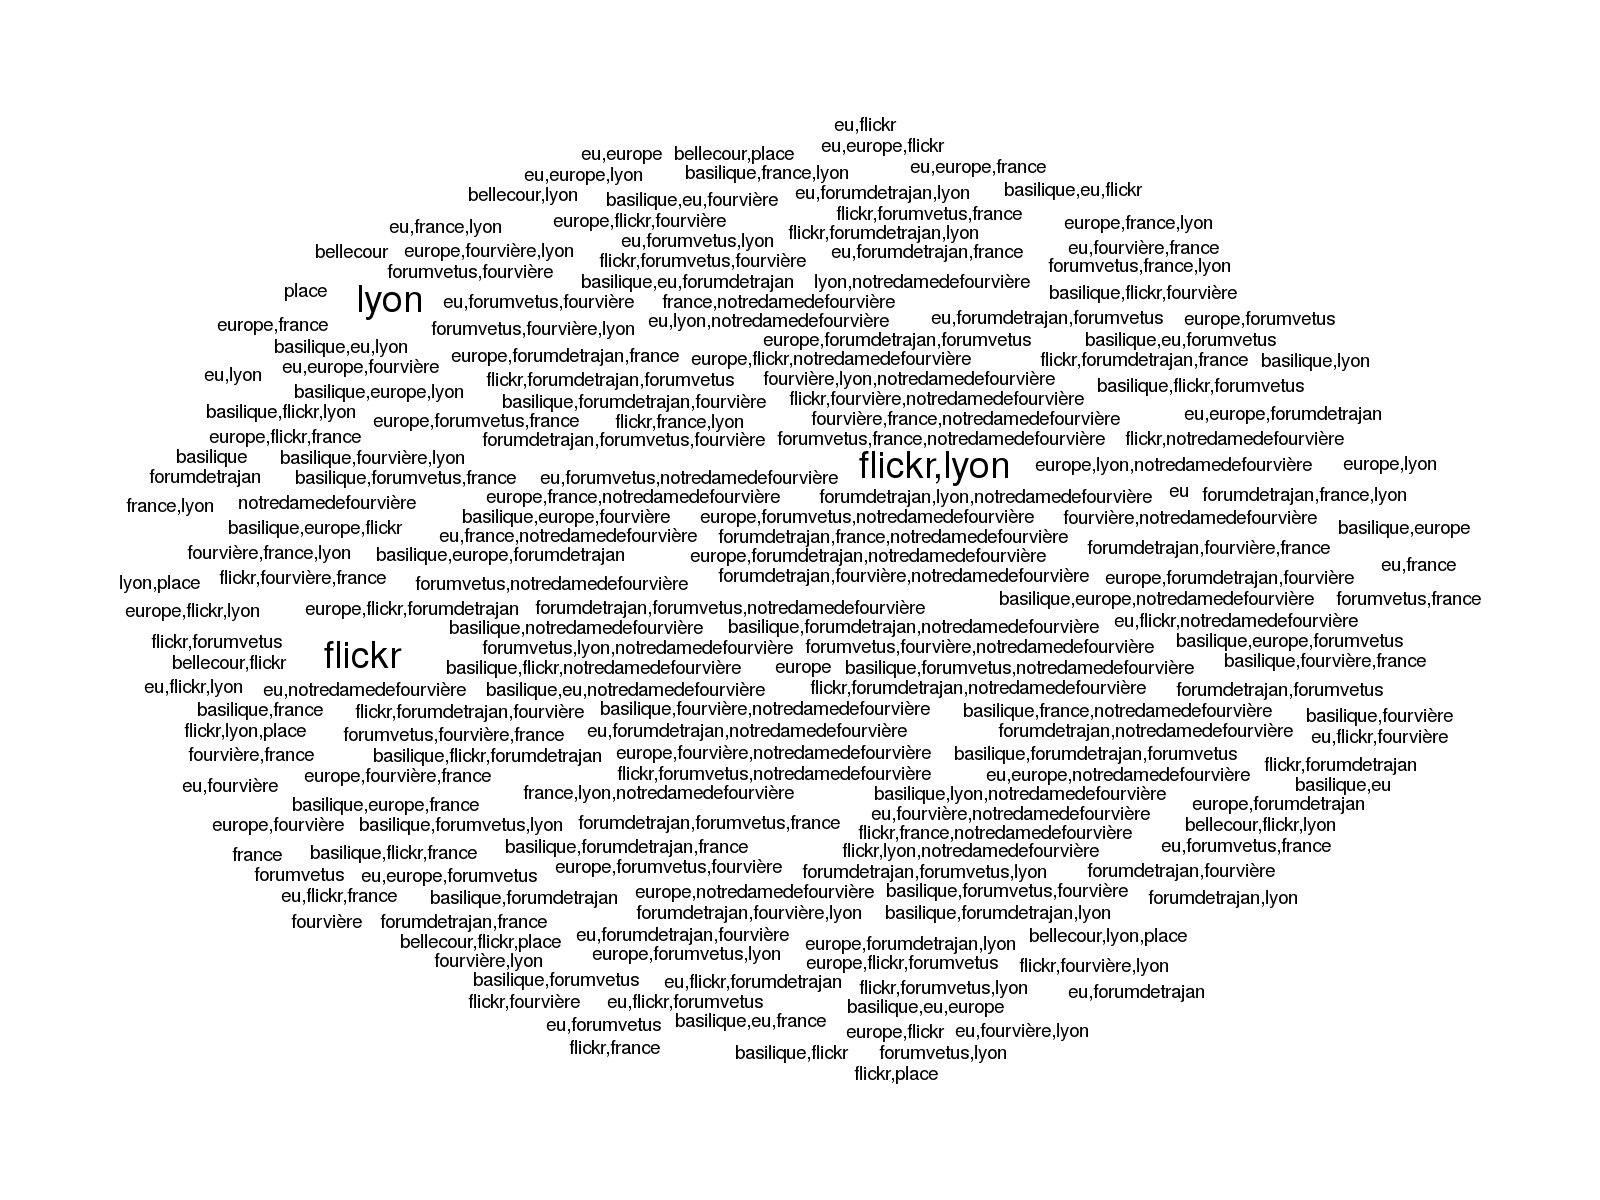 eu,flickr
eu,europe bellecour,place eu,europe,flickr
eu,europe,lyon basilique,france,lyon eu,europe,france
bellecour,lyon basilique,eu,fourvière eu,forumdetrajan,lyon basilique,eu,flickr
eu,france,lyon europe,flickr,fourvière flickr,forumvetus,france europe,france,lyon
eu,forumvetus,lyon flickr,forumdetrajan,lyon
bellecour europe,fourvière,lyon eu,forumdetrajan,france eu,fourvière,france
flickr,forumvetus,fourvière
forumvetus,fourvière forumvetus,france,lyon
basilique,eu,forumdetrajan lyon,notredamedefourvière
place lyon eu,forumvetus,fourvière france,notredamedefourvière basilique,flickr,fourvière
europe,france forumvetus,fourvière,lyon eu,lyon,notredamedefourvière eu,forumdetrajan,forumvetus europe,forumvetus
basilique,eu,lyon europe,forumdetrajan,forumvetus basilique,eu,forumvetus
eu,europe,fourvière europe,forumdetrajan,france europe,flickr,notredamedefourvière flickr,forumdetrajan,france basilique,lyon
eu,lyon flickr,forumdetrajan,forumvetus fourvière,lyon,notredamedefourvière basilique,flickr,forumvetus
basilique,europe,lyon basilique,forumdetrajan,fourvière flickr,fourvière,notredamedefourvière
basilique,flickr,lyon europe,forumvetus,france flickr,france,lyon fourvière,france,notredamedefourvière eu,europe,forumdetrajan
europe,flickr,france forumdetrajan,forumvetus,fourvière forumvetus,france,notredamedefourvière flickr,notredamedefourvière
basilique basilique,fourvière,lyon flickr,lyon europe,lyon,notredamedefourvière europe,lyon
forumdetrajan basilique,forumvetus,france eu,forumvetus,notredamedefourvière
france,lyon notredamedefourvière europe,france,notredamedefourvière forumdetrajan,lyon,notredamedefourvière eu forumdetrajan,france,lyon
basilique,europe,flickr basilique,europe,fourvière europe,forumvetus,notredamedefourvière fourvière,notredamedefourvière basilique,europe
eu,france,notredamedefourvière forumdetrajan,france,notredamedefourvière
fourvière,france,lyon basilique,europe,forumdetrajan europe,forumdetrajan,notredamedefourvière forumdetrajan,fourvière,france
eu,france
lyon,place flickr,fourvière,france forumvetus,notredamedefourvière forumdetrajan,fourvière,notredamedefourvière europe,forumdetrajan,fourvière
basilique,europe,notredamedefourvière forumvetus,france
europe,flickr,lyon europe,flickr,forumdetrajan forumdetrajan,forumvetus,notredamedefourvière
basilique,notredamedefourvière basilique,forumdetrajan,notredamedefourvière eu,flickr,notredamedefourvière
flickr,forumvetus flickr forumvetus,lyon,notredamedefourvière forumvetus,fourvière,notredamedefourvière basilique,europe,forumvetus
bellecour,flickr basilique,flickr,notredamedefourvière europe basilique,forumvetus,notredamedefourvière basilique,fourvière,france
eu,flickr,lyon eu,notredamedefourvière basilique,eu,notredamedefourvière flickr,forumdetrajan,notredamedefourvière forumdetrajan,forumvetus
basilique,france flickr,forumdetrajan,fourvière basilique,fourvière,notredamedefourvière basilique,france,notredamedefourvière basilique,fourvière
flickr,lyon,place forumvetus,fourvière,france eu,forumdetrajan,notredamedefourvière forumdetrajan,notredamedefourvière eu,flickr,fourvière
fourvière,france basilique,flickr,forumdetrajan europe,fourvière,notredamedefourvière basilique,forumdetrajan,forumvetus
europe,fourvière,france flickr,forumvetus,notredamedefourvière eu,europe,notredamedefourvière flickr,forumdetrajan
eu,fourvière france,lyon,notredamedefourvière basilique,lyon,notredamedefourvière basilique,eu
basilique,europe,france europe,forumdetrajan
europe,fourvière basilique,forumvetus,lyon forumdetrajan,forumvetus,france eu,fourvière,notredamedefourvière bellecour,flickr,lyon
flickr,france,notredamedefourvière
france basilique,flickr,france basilique,forumdetrajan,france flickr,lyon,notredamedefourvière eu,forumvetus,france
forumvetus eu,europe,forumvetus europe,forumvetus,fourvière forumdetrajan,forumvetus,lyon forumdetrajan,fourvière
eu,flickr,france basilique,forumdetrajan europe,notredamedefourvière basilique,forumvetus,fourvière forumdetrajan,lyon
fourvière forumdetrajan,france forumdetrajan,fourvière,lyon basilique,forumdetrajan,lyon
bellecour,flickr,place eu,forumdetrajan,fourvière europe,forumdetrajan,lyon bellecour,lyon,place
fourvière,lyon europe,forumvetus,lyon europe,flickr,forumvetus flickr,fourvière,lyon
basilique,forumvetus eu,flickr,forumdetrajan flickr,forumvetus,lyon eu,forumdetrajan
flickr,fourvière eu,flickr,forumvetus basilique,eu,europe
eu,forumvetus basilique,eu,france europe,flickr eu,fourvière,lyon
flickr,france basilique,flickr forumvetus,lyon
flickr,place